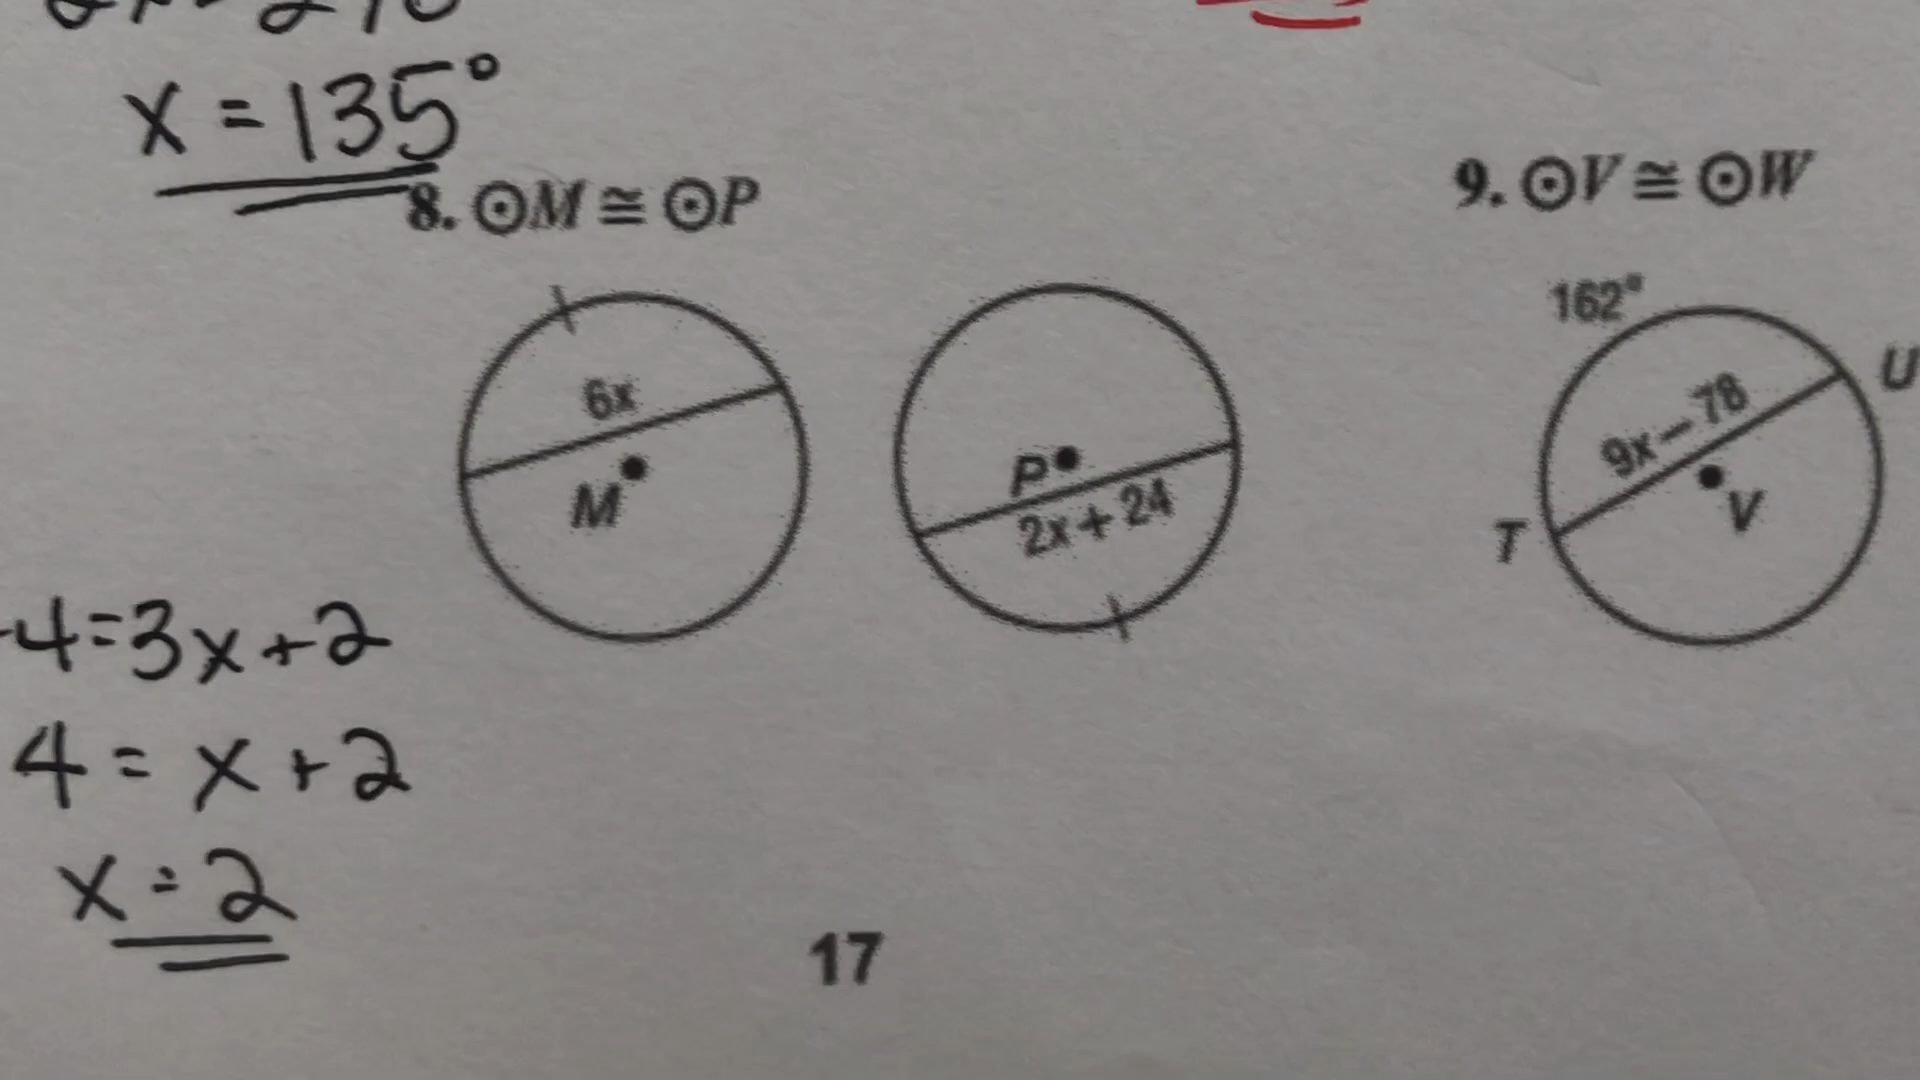 x = 135°
8. ⊙M ≅ ⊙P
9. ⊙V ≅ ⊙W
6x
M
P
2x + 24
162°
U
9x – 78
T
V
4=3x+2
4 = x + 2
x = 2
17